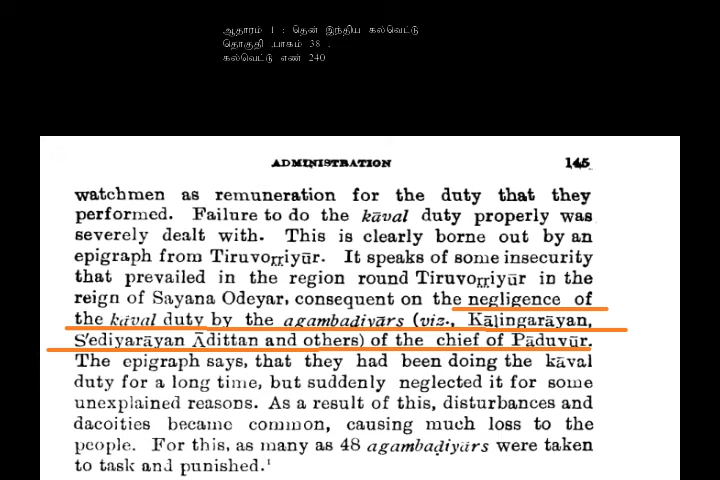 ஆதாரம் 1 : தென் இந்திய கல்வெட்டு
தொகுதி பாகம் 38 .
கல்வெட்டு எண் 240
ADMINISTRATION 145
watchmen as remuneration for the duty that they
performed. Failure to do the kāval duty properly was
severely dealt with. This is clearly borne out by an
epigraph from Tiruvoṟṟiyūr. It speaks of some insecurity
that prevailed in the region round Tiruvoṟṟiyūr in the
reign of Sayana Odeyar, consequent on the negligence of
the kāval duty by the agambadiyārs (viz., Kāḷingarāyan,
S'ediyarāyan Ādittan and others) of the chief of Pāduvūr.
The epigraph says, that they had been doing the kāval
duty for a long time, but suddenly neglected it for some
unexplained reasons. As a result of this, disturbances and
dacoities became common, causing much loss to the
people. For this, as many as 48 agambaḍiyārs were taken
to task and punished.¹